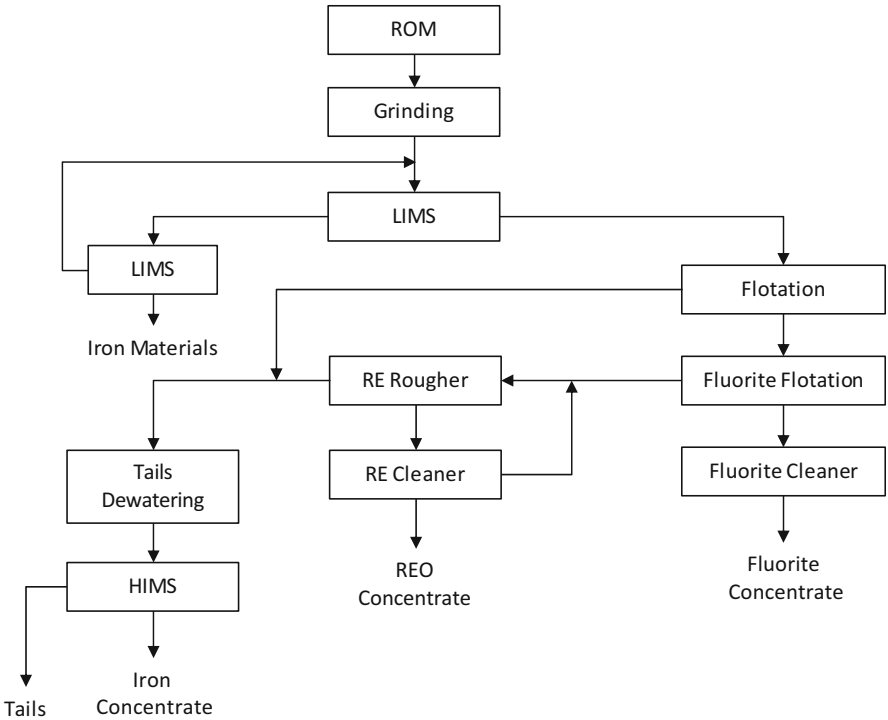 ROM
Grinding
LIMS
LIMS
Flotation
Iron Materials
RE Rougher
Fluorite Flotation
Tails
Dewatering
RE Cleaner
Fluorite Cleaner
HIMS
REO
Concentrate
Fluorite
Concentrate
Tails
Iron
Concentrate